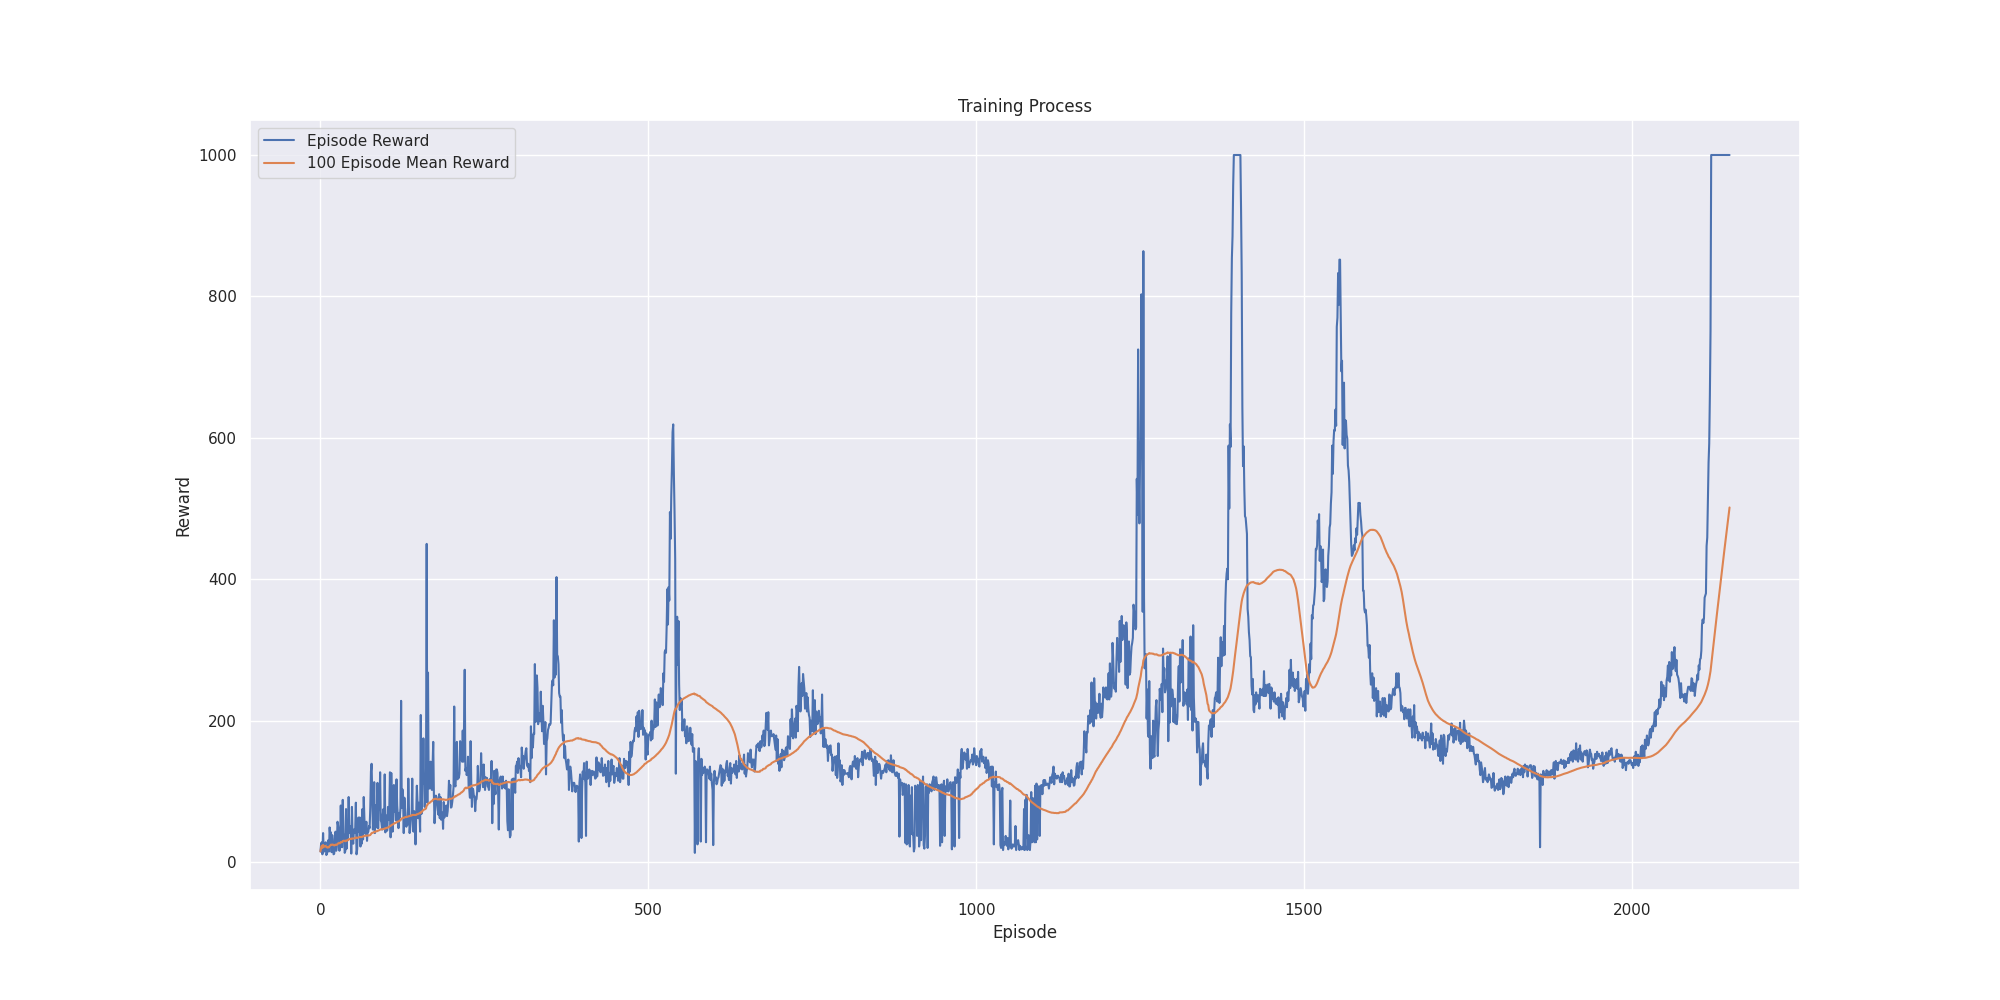 Training Process
Episode Reward
100 Episode Mean Reward
1000
800
600
400
200
0
Reward
0 500 1000 1500 2000
Episode